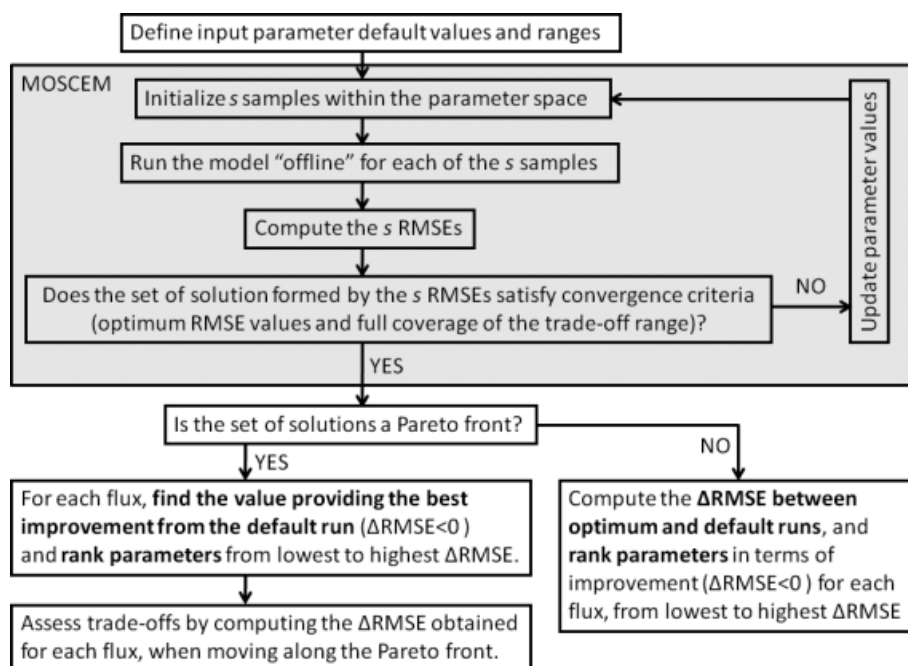 Define input parameter default values and ranges
MOSCEM
Initialize s samples within the parameter space
Run the model “offline” for each of the s samples
Compute the s RMSEs
Does the set of solution formed by the s RMSEs satisfy convergence criteria
(optimum RMSE values and full coverage of the trade-off range)?
NO
Update parameter values
YES
Is the set of solutions a Pareto front?
YES
NO
For each flux, find the value providing the best
improvement from the default run (ΔRMSE<0 )
and rank parameters from lowest to highest ΔRMSE.
Assess trade-offs by computing the ΔRMSE obtained
for each flux, when moving along the Pareto front.
Compute the ΔRMSE between
optimum and default runs, and
rank parameters in terms of
improvement (ΔRMSE<0 ) for each
flux, from lowest to highest ΔRMSE